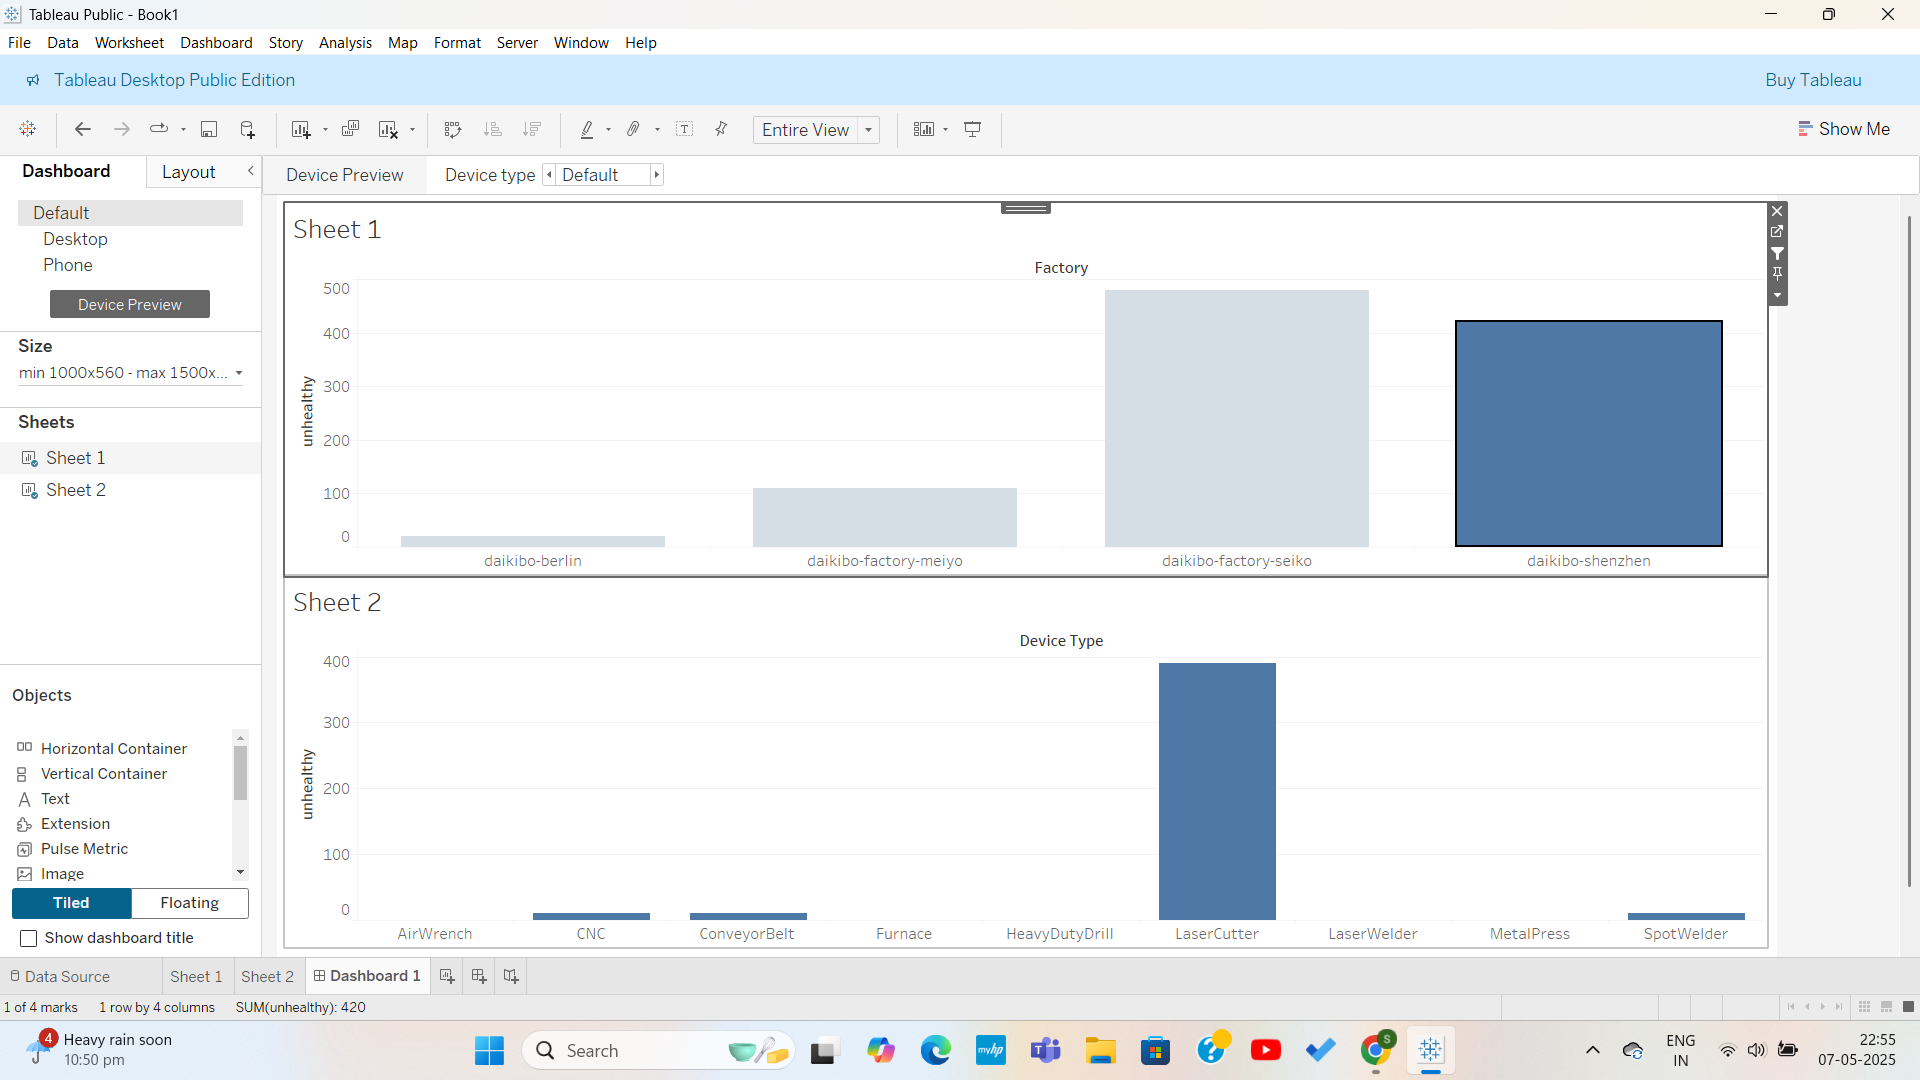 Tableau Public - Book1
File Data Worksheet Dashboard Story Analysis Map Format Server Window Help
Tableau Desktop Public Edition
Buy Tableau
Entire View
Show Me
Dashboard
Layout
Device Preview
Device type
Default
Default
Desktop
Phone
Device Preview
Size
min 1000x560 - max 1500x...
Sheets
Sheet 1
Sheet 2
Objects
Horizontal Container
Vertical Container
Text
Extension
Pulse Metric
Image
Tiled
Floating
Show dashboard title
Sheet 1
Factory
unhealthy
500
400
300
200
100
0
daikibo-berlin
daikibo-factory-meiyo
daikibo-factory-seiko
daikibo-shenzhen
Sheet 2
Device Type
unhealthy
400
300
200
100
0
AirWrench
CNC
ConveyorBelt
Furnace
HeavyDutyDrill
LaserCutter
LaserWelder
MetalPress
SpotWelder
Data Source
Sheet 1
Sheet 2
Dashboard 1
1 of 4 marks
1 row by 4 columns
SUM(unhealthy): 420
4
Heavy rain soon
10:50 pm
Search
myhp
S
ENG
IN
22:55
07-05-2025